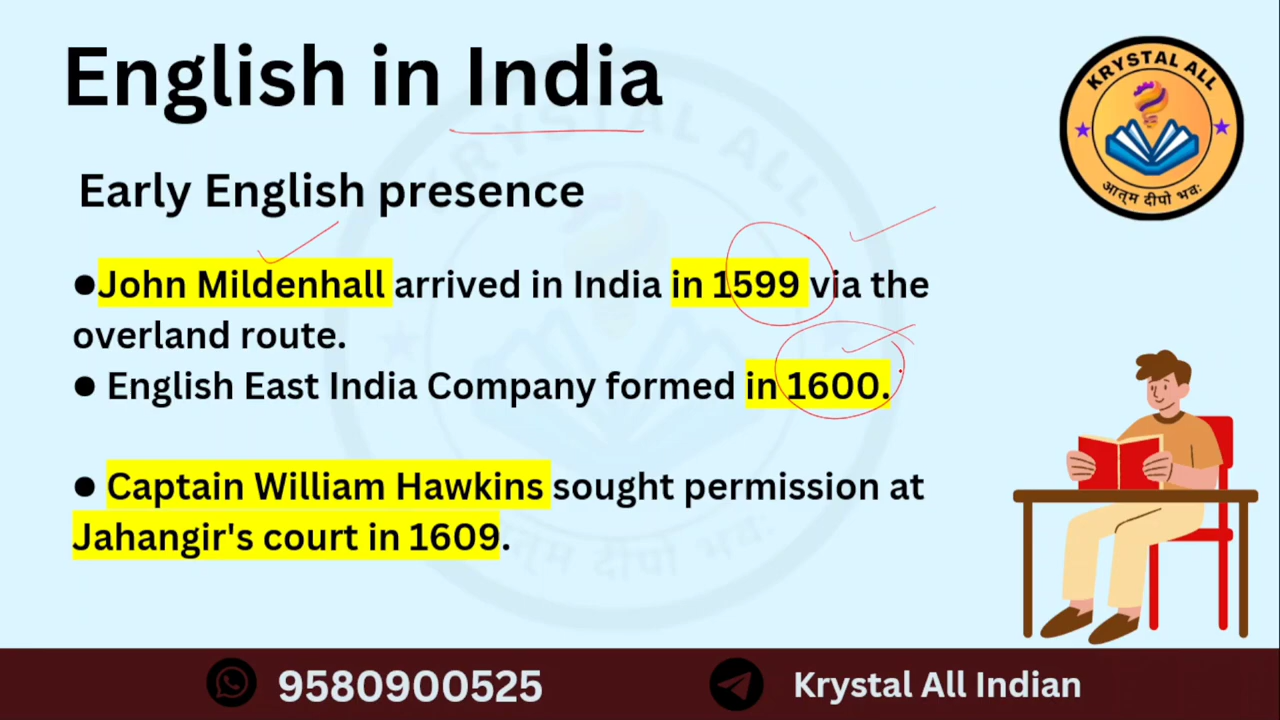 English in India
KRYSTAL ALL
आत्म दीपो भवः
Early English presence
●John Mildenhall arrived in India in 1599 via the
overland route.
● English East India Company formed in 1600.
● Captain William Hawkins sought permission at
Jahangir's court in 1609.
9580900525
Krystal All Indian